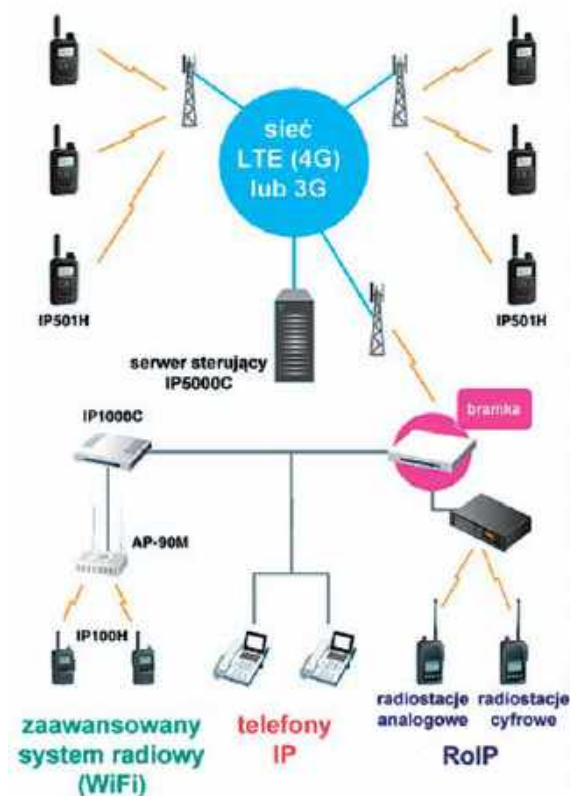 sieć
LTE (4G)
lub 3G
IP501H
IP501H
serwer sterujący
IP5000C
bramka
IP1000C
AP-90M
IP100H
radiostacje
analogowe
radiostacje
cyfrowe
zaawansowany
system radiowy
(WiFi)
telefony
IP
RoIP